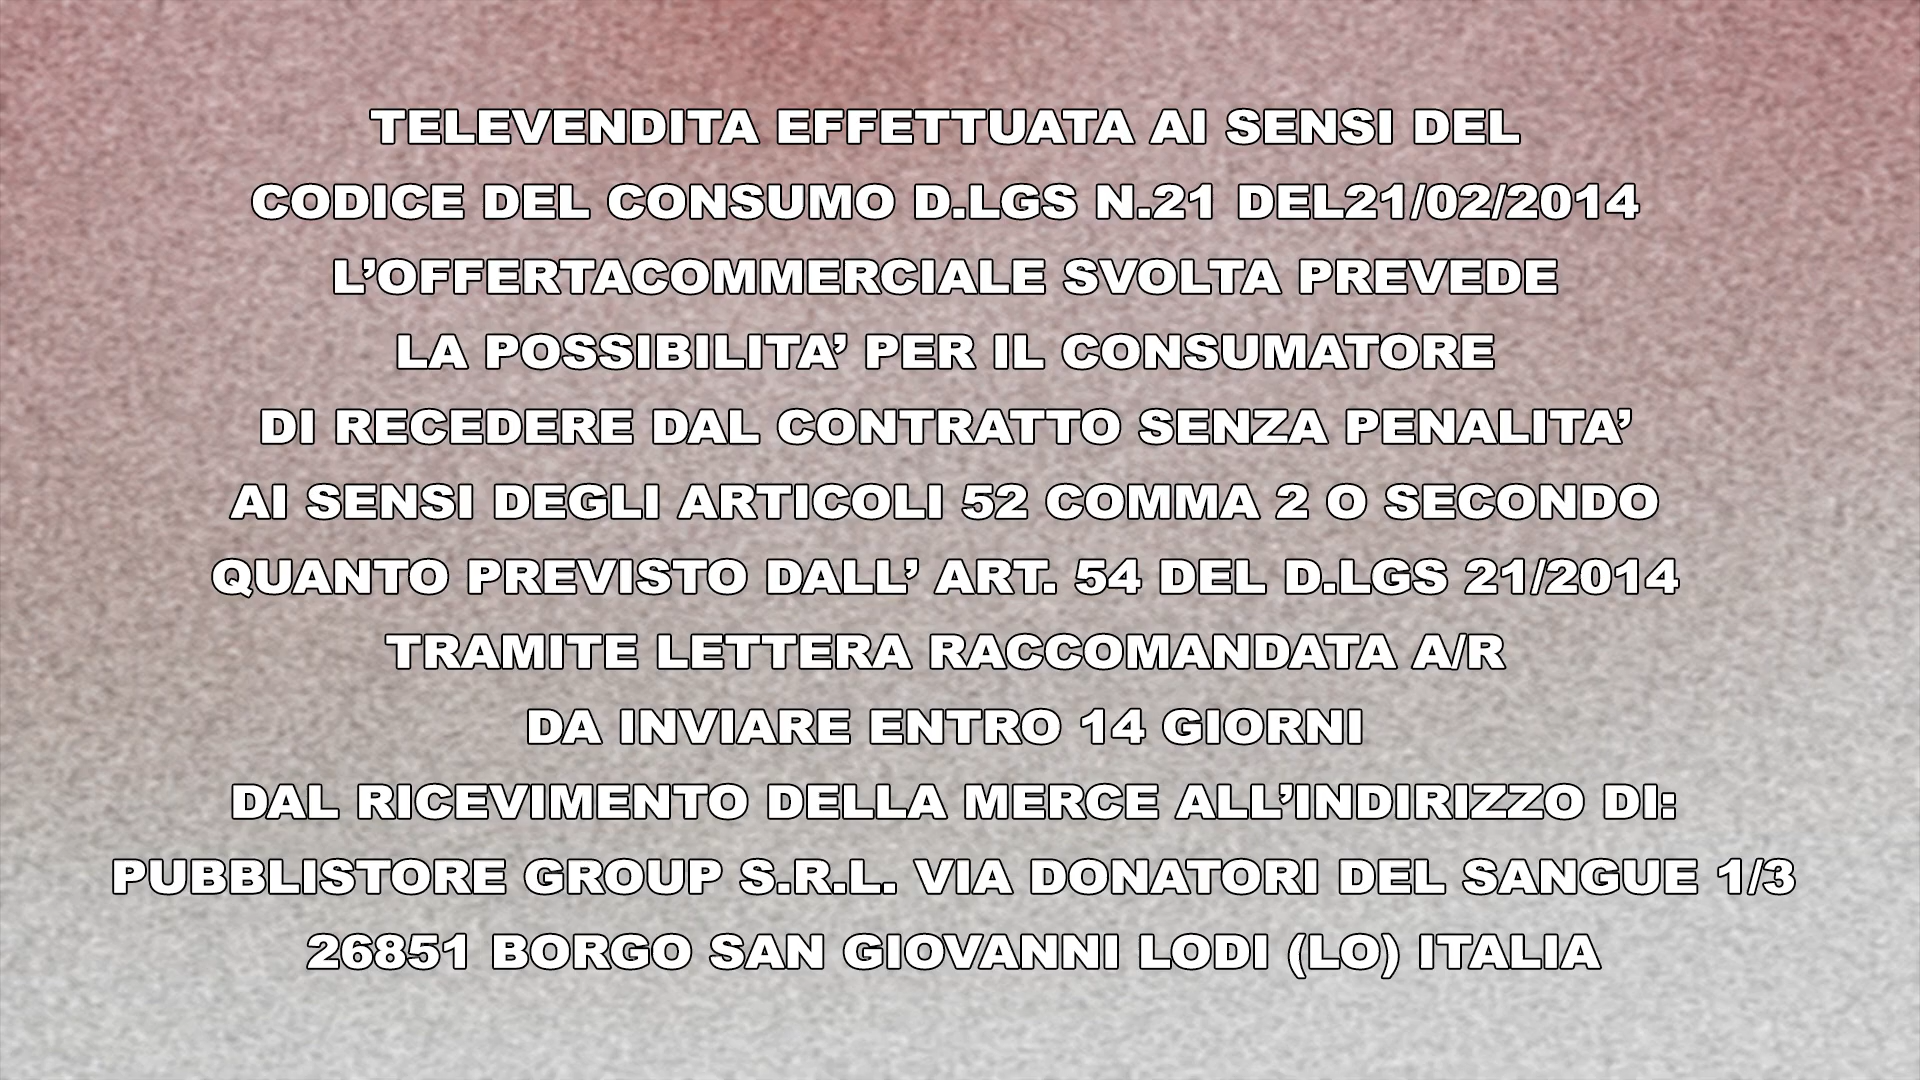 TELEVENDITA EFFETTUATA AI SENSI DEL
CODICE DEL CONSUMO D.LGS N.21 DEL21/02/2014
L’OFFERTACOMMERCIALE SVOLTA PREVEDE
LA POSSIBILITA’ PER IL CONSUMATORE
DI RECEDERE DAL CONTRATTO SENZA PENALITA’
AI SENSI DEGLI ARTICOLI 52 COMMA 2 O SECONDO
QUANTO PREVISTO DALL’ ART. 54 DEL D.LGS 21/2014
TRAMITE LETTERA RACCOMANDATA A/R
DA INVIARE ENTRO 14 GIORNI
DAL RICEVIMENTO DELLA MERCE ALL’INDIRIZZO DI:
PUBBLISTORE GROUP S.R.L. VIA DONATORI DEL SANGUE 1/3
26851 BORGO SAN GIOVANNI LODI (LO) ITALIA